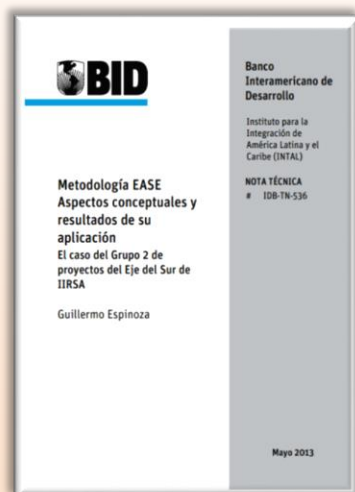 BID
Banco
Interamericano de
Desarrollo
Instituto para la
Integración de
América Latina y el
Caribe (INTAL)
NOTA TÉCNICA
# IDB-TN-536
Metodología EASE
Aspectos conceptuales y
resultados de su
aplicación
El caso del Grupo 2 de
proyectos del Eje del Sur de
IIRSA
Guillermo Espinoza
Mayo 2013